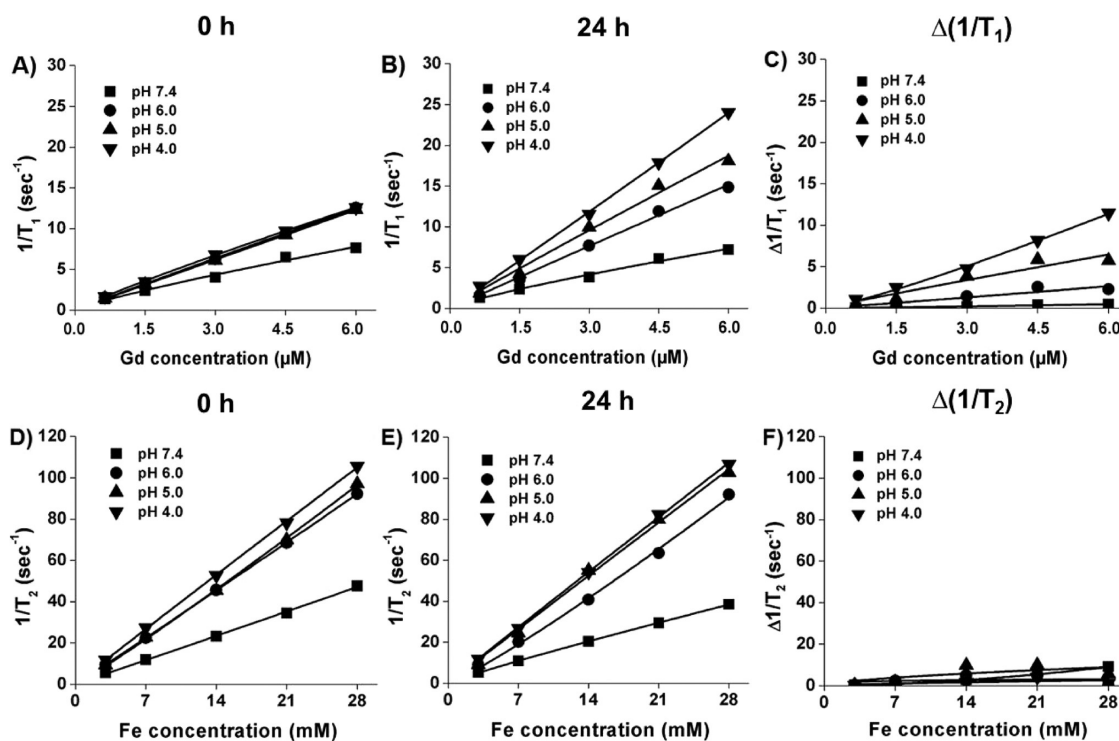 0 h
24 h
Δ(1/T₁)
A)
30
25
20
15
10
5
0
pH 7.4
pH 6.0
pH 5.0
pH 4.0
1/T₁ (sec⁻¹)
0.0 1.5 3.0 4.5 6.0
Gd concentration (µM)
B)
30
25
20
15
10
5
0
pH 7.4
pH 6.0
pH 5.0
pH 4.0
1/T₁ (sec⁻¹)
0.0 1.5 3.0 4.5 6.0
Gd concentration (µM)
C)
30
25
20
15
10
5
0
pH 7.4
pH 6.0
pH 5.0
pH 4.0
Δ1/T₁ (sec⁻¹)
0.0 1.5 3.0 4.5 6.0
Gd concentration (µM)
0 h
24 h
Δ(1/T₂)
D)
120
100
80
60
40
20
0
pH 7.4
pH 6.0
pH 5.0
pH 4.0
1/T₂ (sec⁻¹)
0 7 14 21 28
Fe concentration (mM)
E)
120
100
80
60
40
20
0
pH 7.4
pH 6.0
pH 5.0
pH 4.0
1/T₂ (sec⁻¹)
0 7 14 21 28
Fe concentration (mM)
F)
120
100
80
60
40
20
0
pH 7.4
pH 6.0
pH 5.0
pH 4.0
Δ1/T₂ (sec⁻¹)
0 7 14 21 28
Fe concentration (mM)